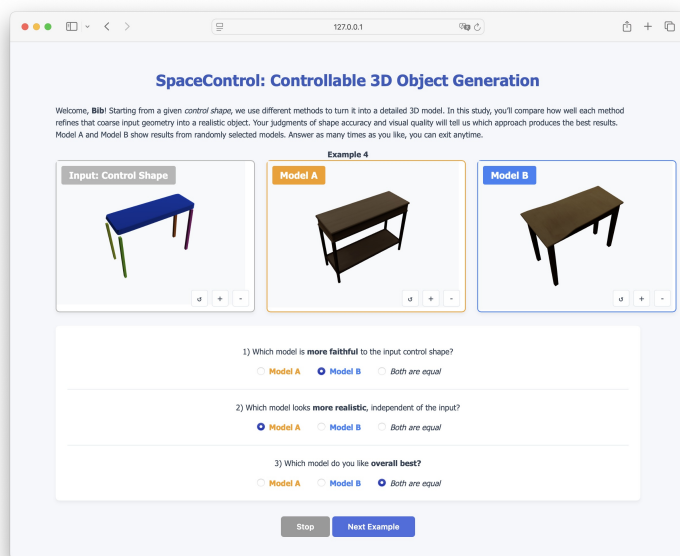 127.0.0.1
SpaceControl: Controllable 3D Object Generation
Welcome, Bib! Starting from a given control shape, we use different methods to turn it into a detailed 3D model. In this study, you'll compare how well each method
refines that coarse input geometry into a realistic object. Your judgments of shape accuracy and visual quality will tell us which approach produces the best results.
Model A and Model B show results from randomly selected models. Answer as many times as you like, you can exit anytime.
Example 4
Input: Control Shape
Model A
Model B
↺ + -
↺ + -
↺ + -
1) Which model is more faithful to the input control shape?
Model A Model B Both are equal
2) Which model looks more realistic, independent of the input?
Model A Model B Both are equal
3) Which model do you like overall best?
Model A Model B Both are equal
Stop Next Example